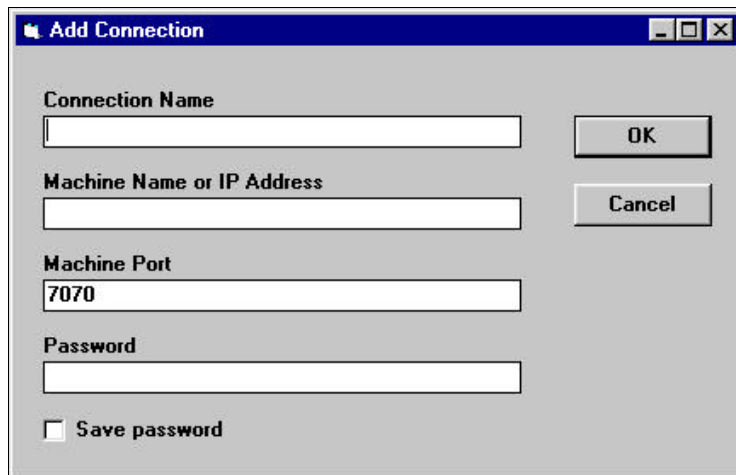 Add Connection
Connection Name
OK
Machine Name or IP Address
Cancel
Machine Port
7070
Password
Save password